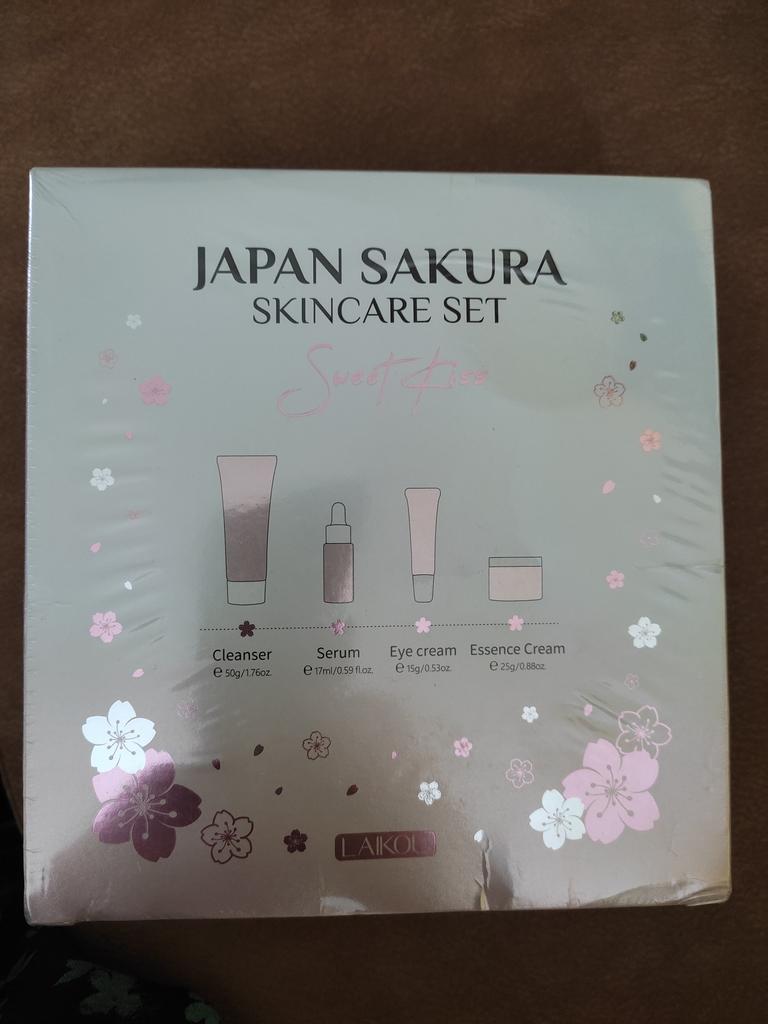 JAPAN SAKURA
SKINCARE SET
Sweet Kiss
Cleanser
℮ 50g/1.76oz.
Serum
℮ 17ml/0.59 fl.oz.
Eye cream
℮ 15g/0.53oz.
Essence Cream
℮ 25g/0.88oz.
LAIKOU